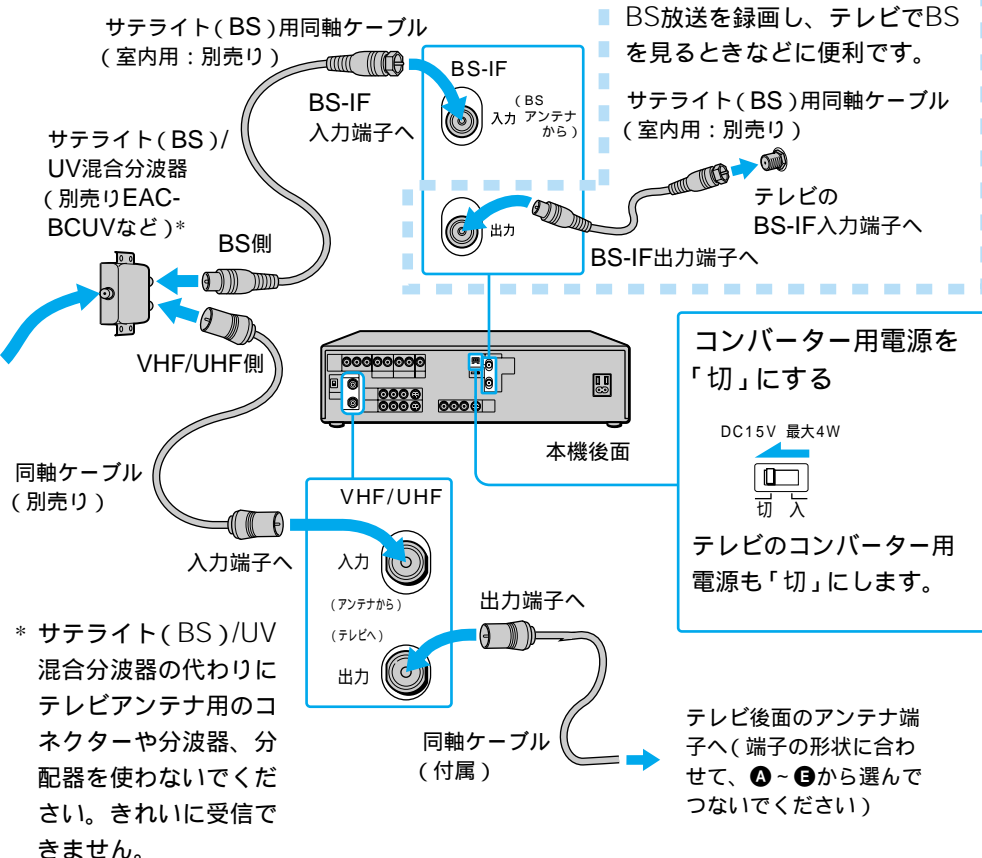 サテライト(BS)用同軸ケーブル
(室内用:別売り)
BS放送を録画し、テレビでBS
を見るときなどに便利です。
BS-IF
BS-IF
入力端子へ
入力
(BS
アンテナ
から)
サテライト(BS)用同軸ケーブル
(室内用:別売り)
サテライト(BS)/
UV混合分波器
(別売りEAC-
BCUVなど)*
テレビの
BS-IF入力端子へ
出力
BS-IF出力端子へ
BS側
VHF/UHF側
コンバーター用電源を
「切」にする
DC15V 最大4W
切 入
テレビのコンバーター用
電源も「切」にします。
本機後面
同軸ケーブル
(別売り)
VHF/UHF
入力端子へ
入力
(アンテナから)
(テレビへ)
出力
出力端子へ
同軸ケーブル
(付属)
テレビ後面のアンテナ端
子へ(端子の形状に合わ
せて、A~Eから選んで
つないでください)
* サテライト(BS)/UV
混合分波器の代わりに
テレビアンテナ用のコ
ネクターや分波器、分
配器を使わないでくだ
さい。きれいに受信で
きません。